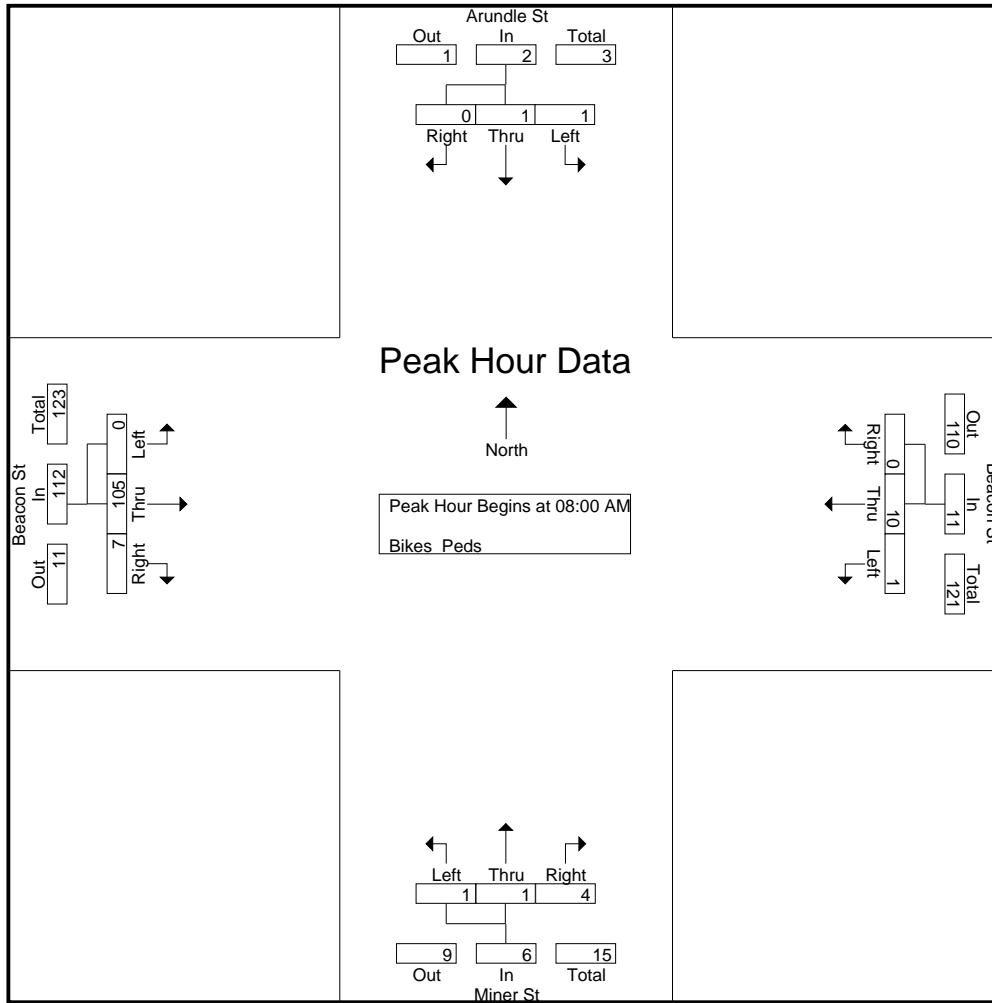 Arundle St
Out In Total
1 2 3
0 1 1
Right Thru Left
Peak Hour Data
North
Peak Hour Begins at 08:00 AM
Bikes Peds
Beacon St
Total In Out
123 112 11
0 105 7
Left Thru Right
Beacon St
Out In Total
110 11 121
0 10 1
Right Thru Left
Left Thru Right
1 1 4
9 6 15
Out In Total
Miner St